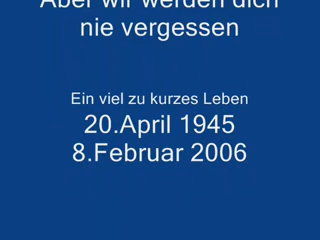 Aber wir werden dich
nie vergessen
Ein viel zu kurzes Leben
20.April 1945
8.Februar 2006